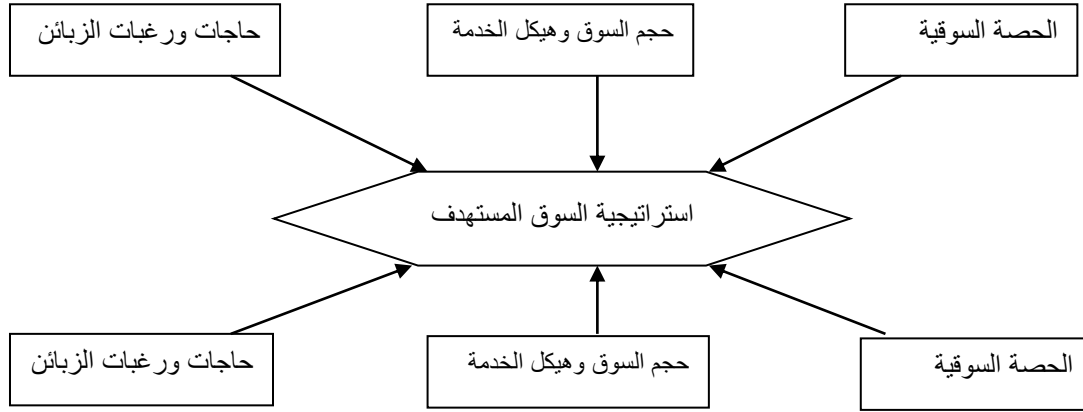 الحصة السوقية
حجم السوق وهيكل الخدمة
حاجات ورغبات الزبائن
استراتيجية السوق المستهدف
الحصة السوقية
حجم السوق وهيكل الخدمة
حاجات ورغبات الزبائن